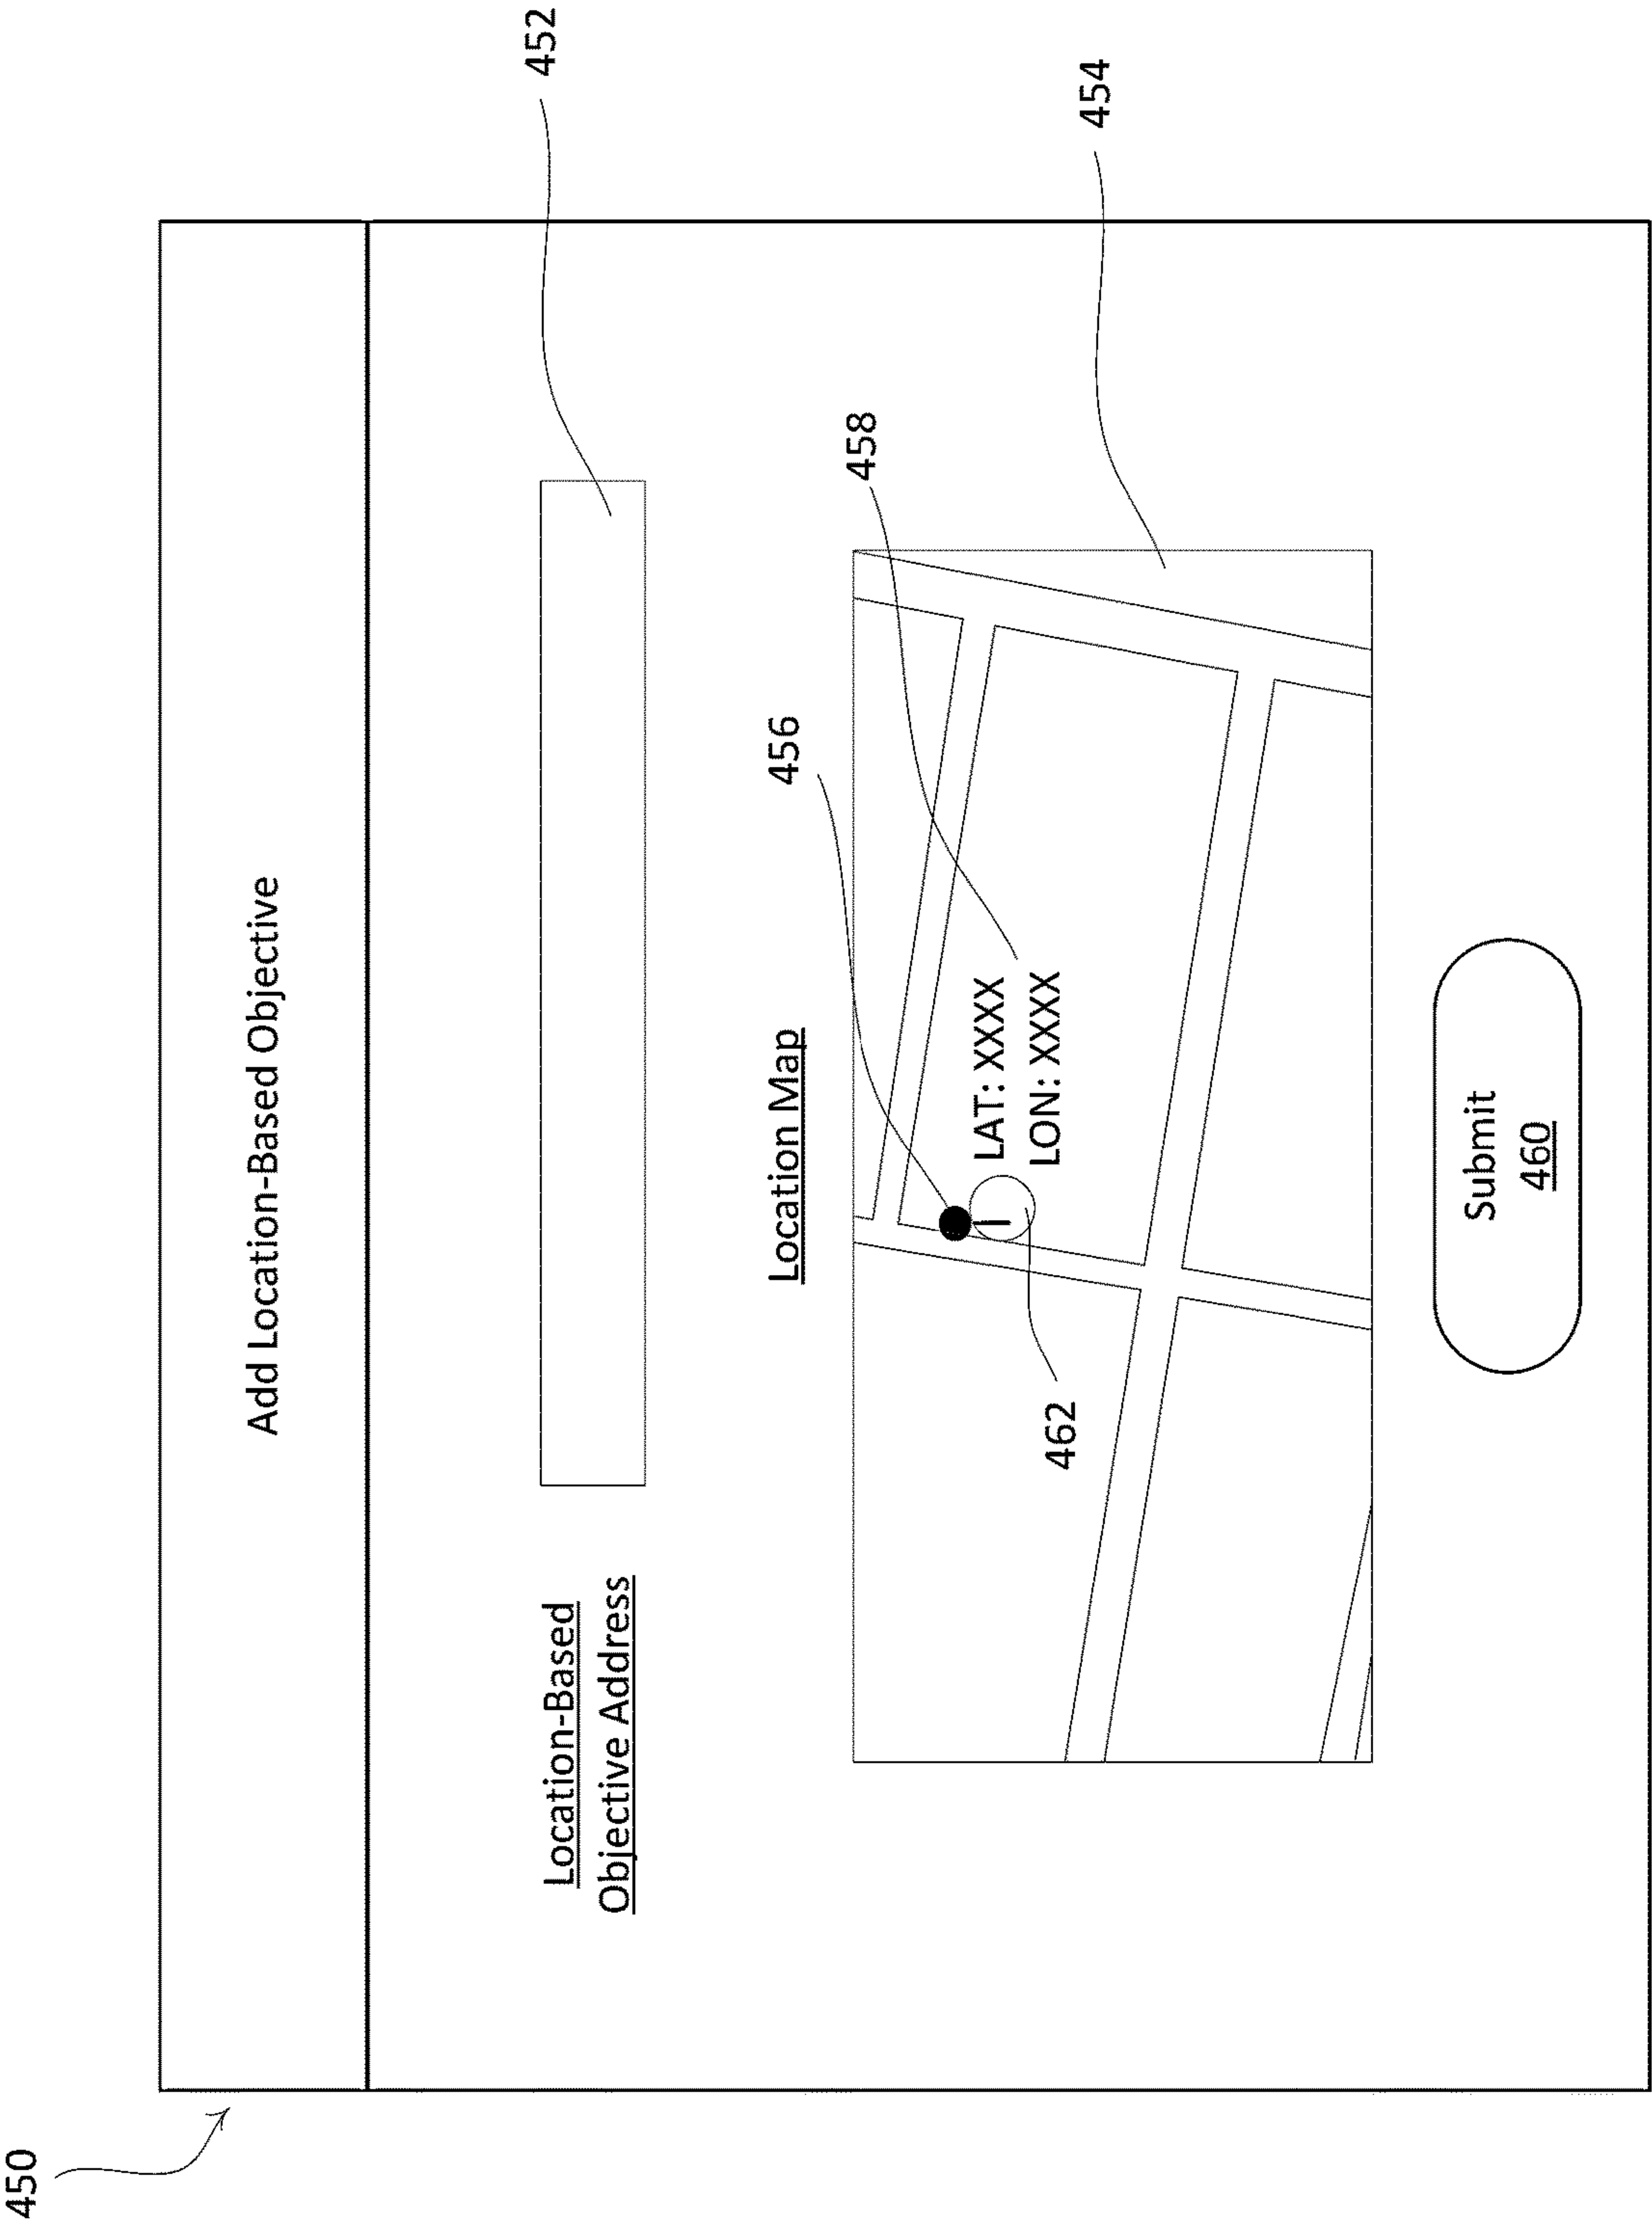 450
Add Location-Based Objective
Location-Based
Objective Address
452
Location Map
456
458
LAT: XXXX
LON: XXXX
462
454
Submit
460